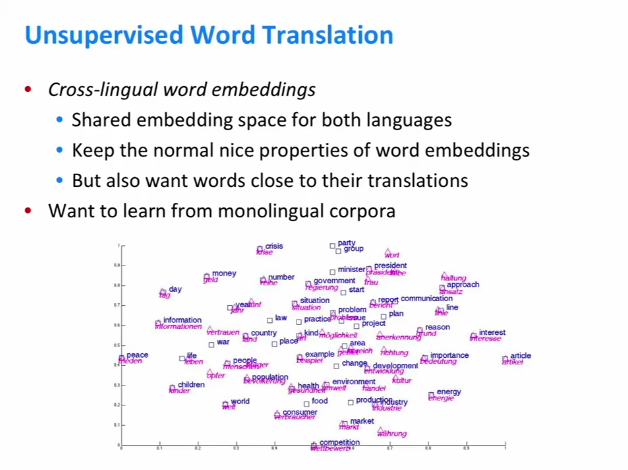 Unsupervised Word Translation
• Cross-lingual word embeddings
• Shared embedding space for both languages
• Keep the normal nice properties of word embeddings
• But also want words close to their translations
• Want to learn from monolingual corpora
crisis
krise
party
group
wort
minister
president
präsident
haltung
money
geld
number
reihe
government
regierung
frau
approach
ansatz
day
tag
start
year
jahr
situation
situation
report
bericht
communication
line
linie
information
informationen
law
practice
problem
issue
plan
project
vertrauen
country
land
kind
art
möglichkeit
anerkennung
reason
grund
interest
interesse
war
place
area
bereich
richtung
peace
frieden
life
leben
people
menschen
example
beispiel
change
development
entwicklung
importance
bedeutung
article
artikel
opfer
population
bevölkerung
kultur
children
kinder
health
gesundheit
environment
umwelt
handel
energy
energie
world
welt
food
production
industry
industrie
consumer
verbraucher
market
markt
währung
competition
wettbewerb